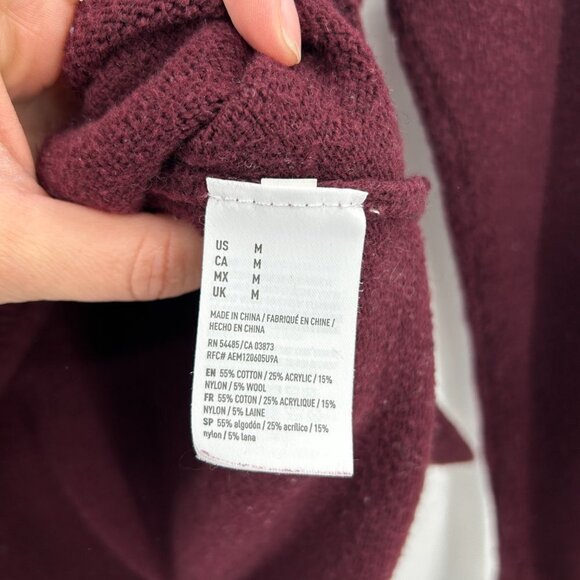 US M
CA M
MX M
UK M
MADE IN CHINA / FABRIQUÉ EN CHINE /
HECHO EN CHINA
RN 54485/CA 03873
RFC# AEM120605U9A
EN 55% COTTON / 25% ACRYLIC / 15%
NYLON / 5% WOOL
FR 55% COTON / 25% ACRYLIQUE / 15%
NYLON / 5% LAINE
SP 55% algodón / 25% acrílico / 15%
nylon / 5% lana